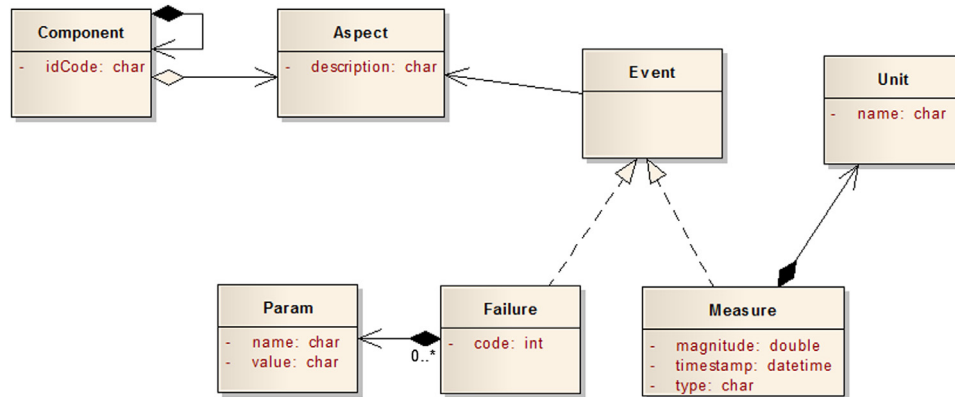 Component
- idCode: char
Aspect
- description: char
Event
Unit
- name: char
Param
- name: char
- value: char
0..*
Failure
- code: int
Measure
- magnitude: double
- timestamp: datetime
- type: char